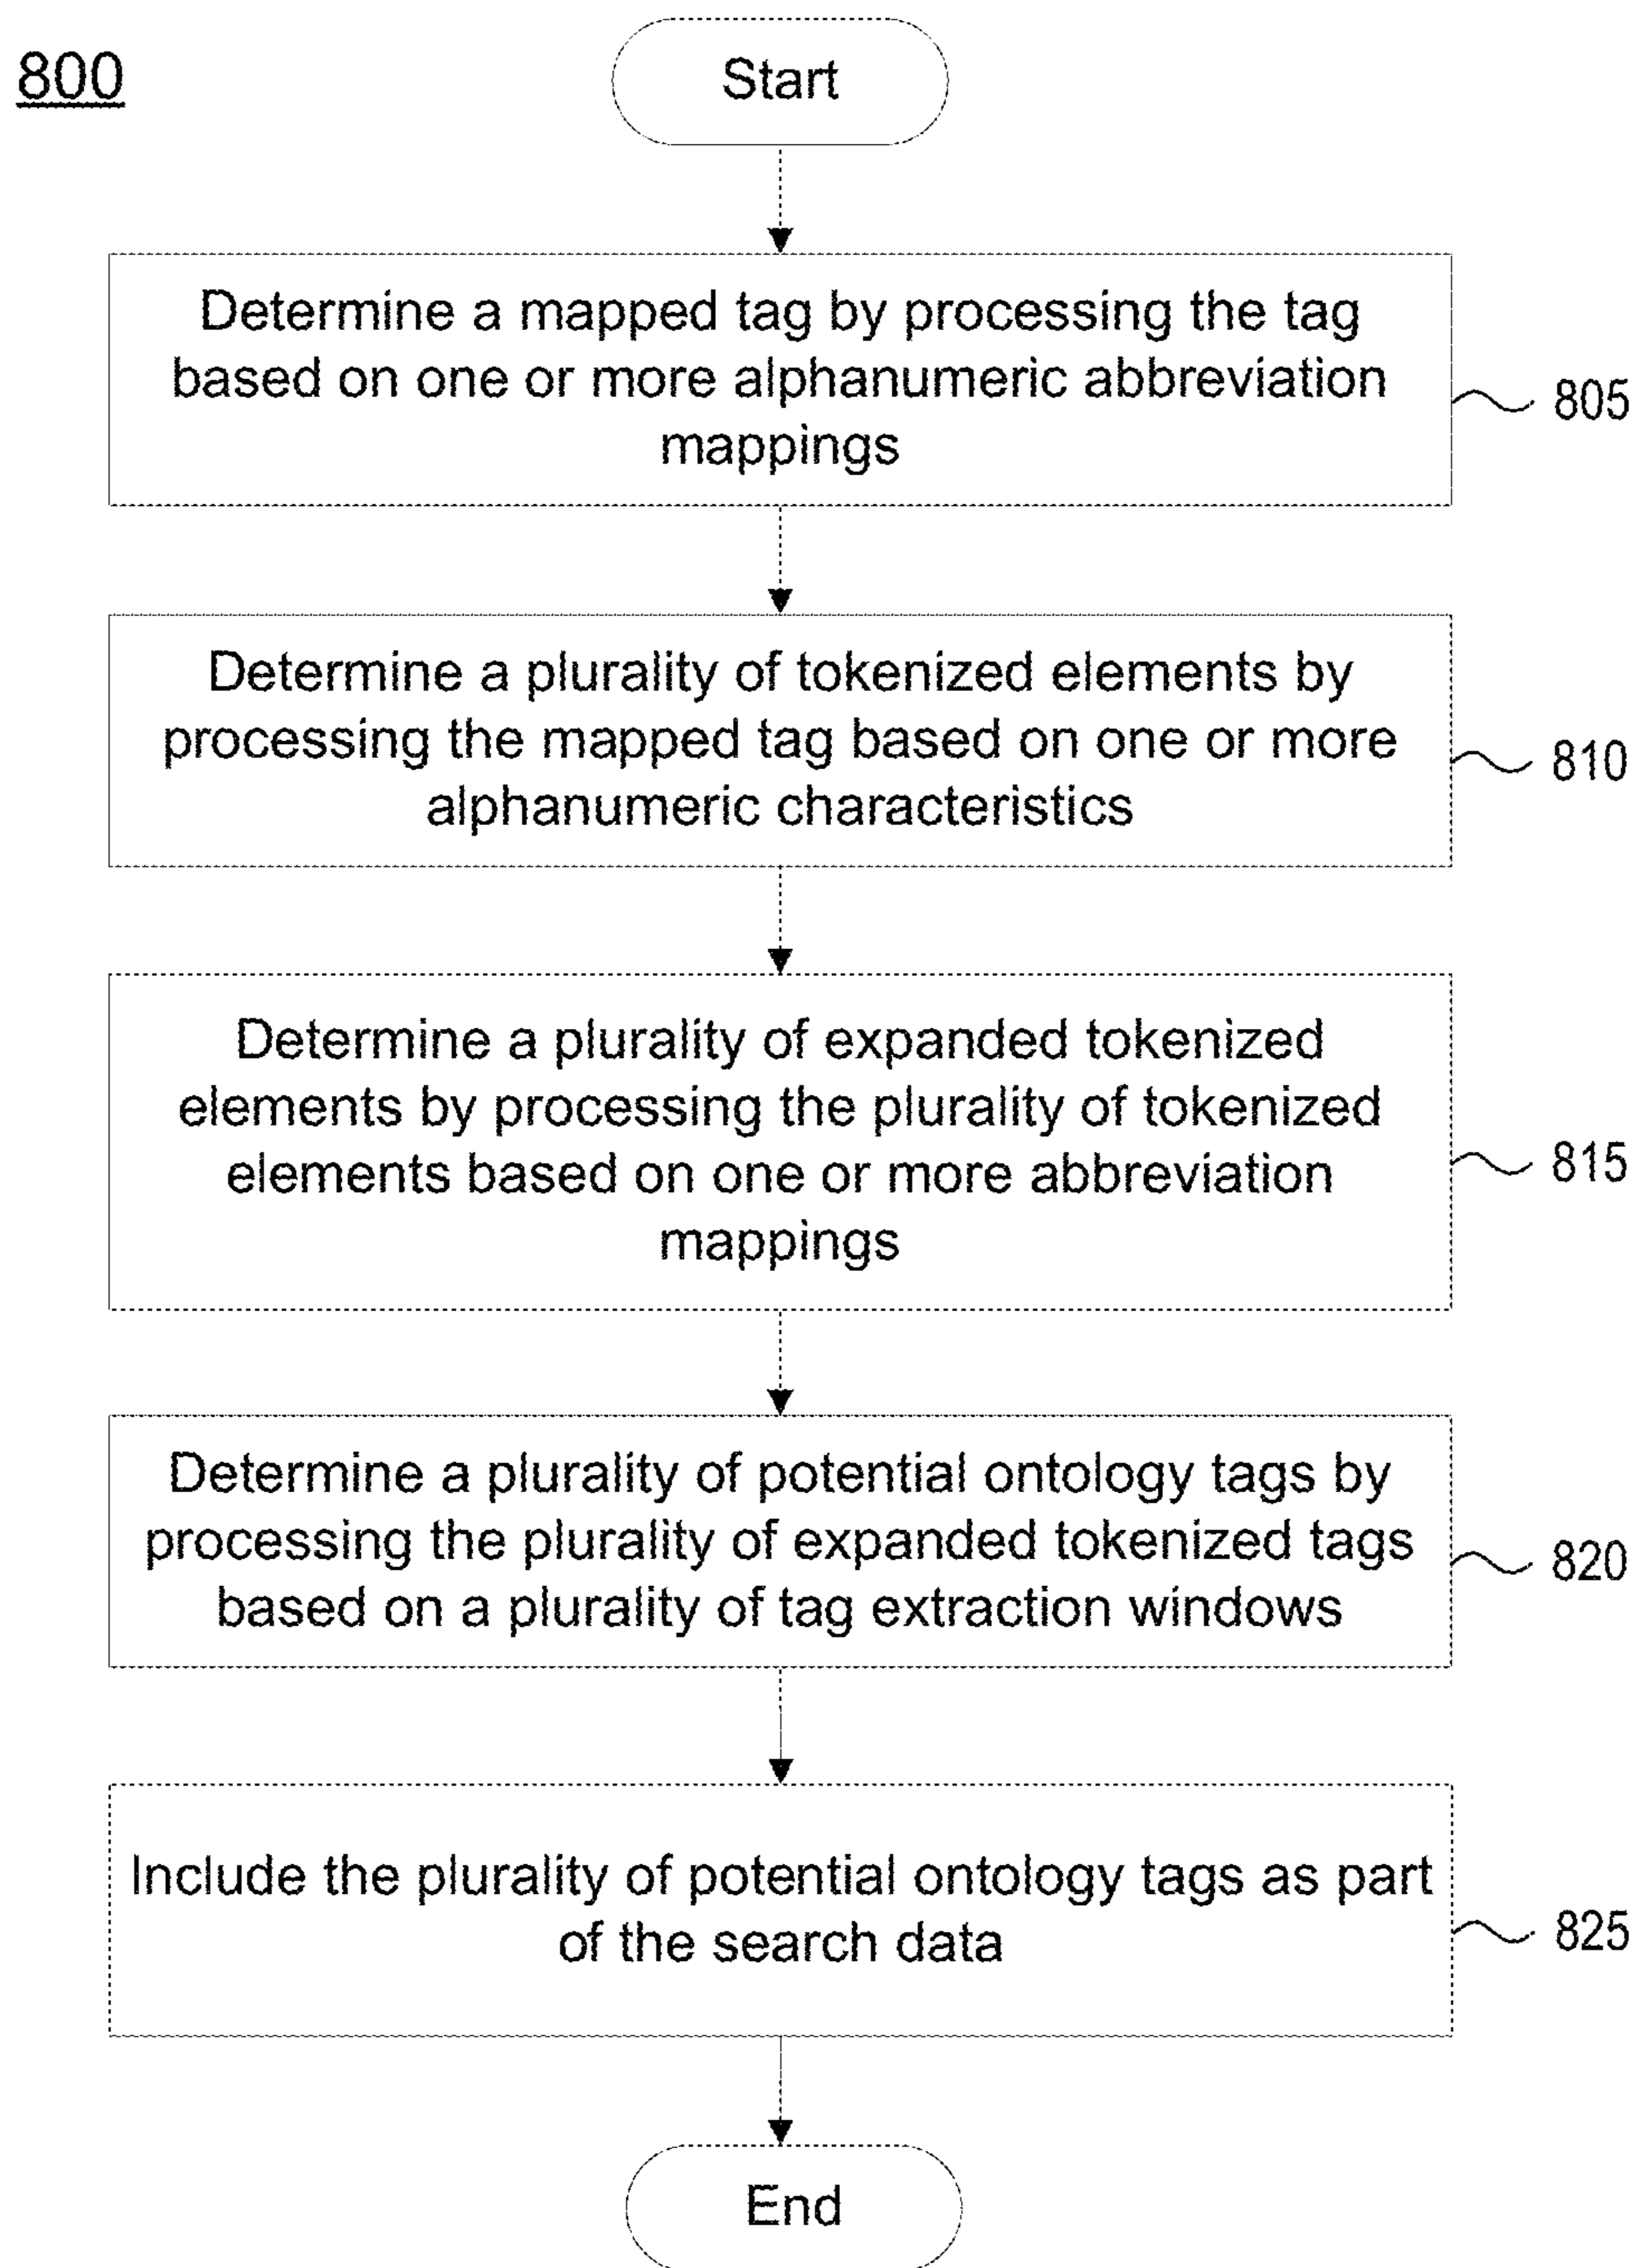 800
Start
Determine a mapped tag by processing the tag
based on one or more alphanumeric abbreviation
mappings
805
Determine a plurality of tokenized elements by
processing the mapped tag based on one or more
alphanumeric characteristics
810
Determine a plurality of expanded tokenized
elements by processing the plurality of tokenized
elements based on one or more abbreviation
mappings
815
Determine a plurality of potential ontology tags by
processing the plurality of expanded tokenized tags
based on a plurality of tag extraction windows
820
Include the plurality of potential ontology tags as part
of the search data
825
End